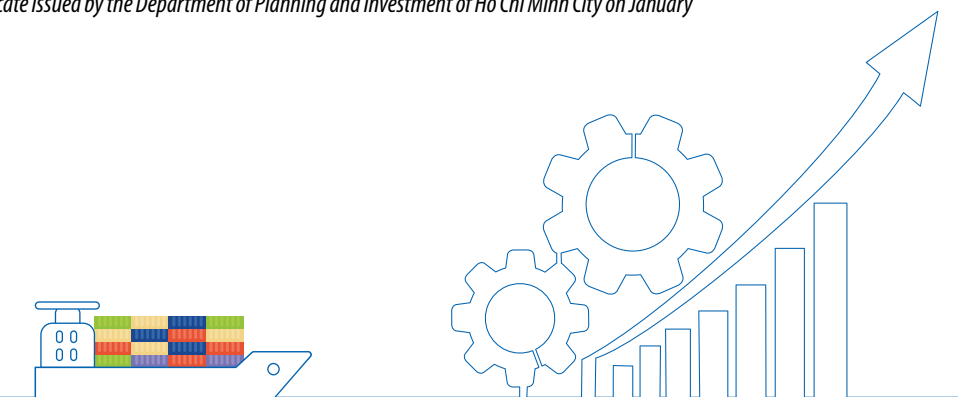 cate issued by the Department of Planning and Investment of Ho Chi Minh City on January